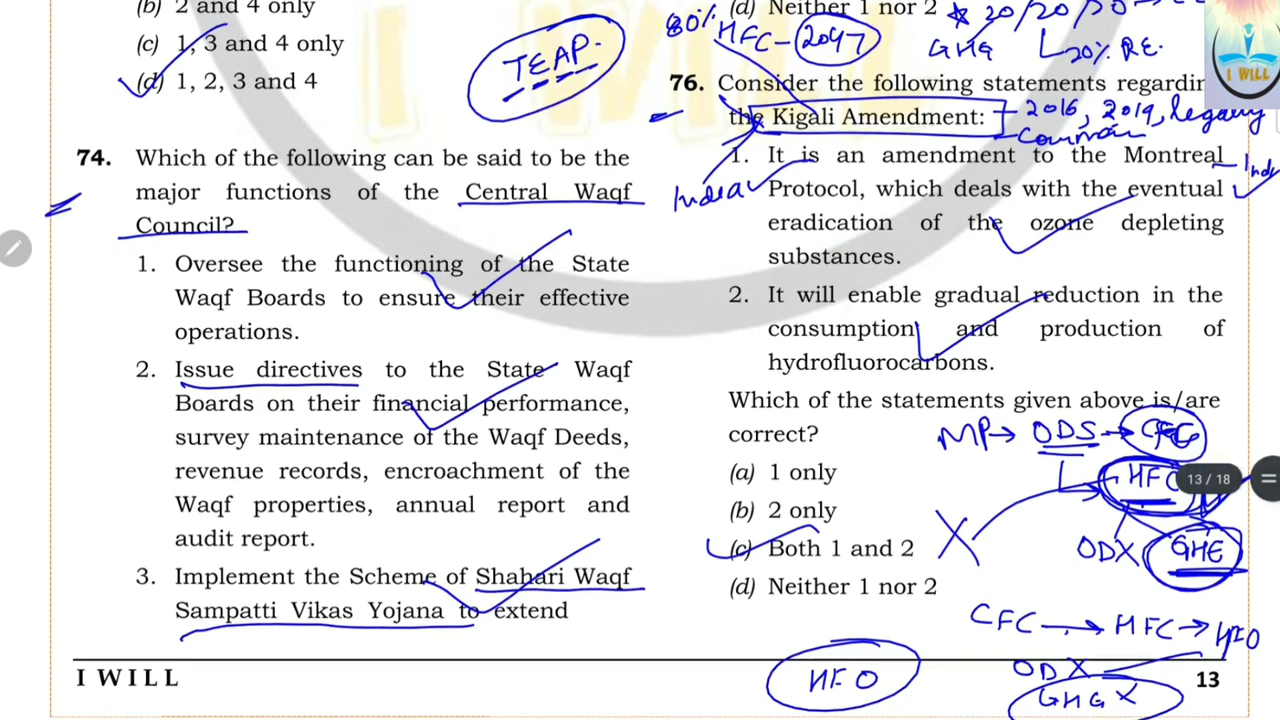 (b) 2 and 4 only
(c) 1, 3 and 4 only
(d) 1, 2, 3 and 4
TEAP.
74. Which of the following can be said to be the
major functions of the Central Waqf
Council?
1. Oversee the functioning of the State
Waqf Boards to ensure their effective
operations.
2. Issue directives to the State Waqf
Boards on their financial performance,
survey maintenance of the Waqf Deeds,
revenue records, encroachment of the
Waqf properties, annual report and
audit report.
3. Implement the Scheme of Shahari Waqf
Sampatti Vikas Yojana to extend
(d) Neither 1 nor 2
80% HFC - 2047
20/20/20
GHG
20% RE.
I WILL
76. Consider the following statements regardin
the Kigali Amendment:
2016, 2019, Legally
India
1. It is an amendment to the Montreal
Protocol, which deals with the eventual
eradication of the ozone depleting
substances.
2. It will enable gradual reduction in the
consumption and production of
hydrofluorocarbons.
Which of the statements given above is/are
correct?
(a) 1 only
(b) 2 only
(c) Both 1 and 2
(d) Neither 1 nor 2
MP → ODS → CFC
HFC
13 / 18
ODX GHE
CFC → HFC → HFO
ODX
GHG X
HFO
I WILL
13